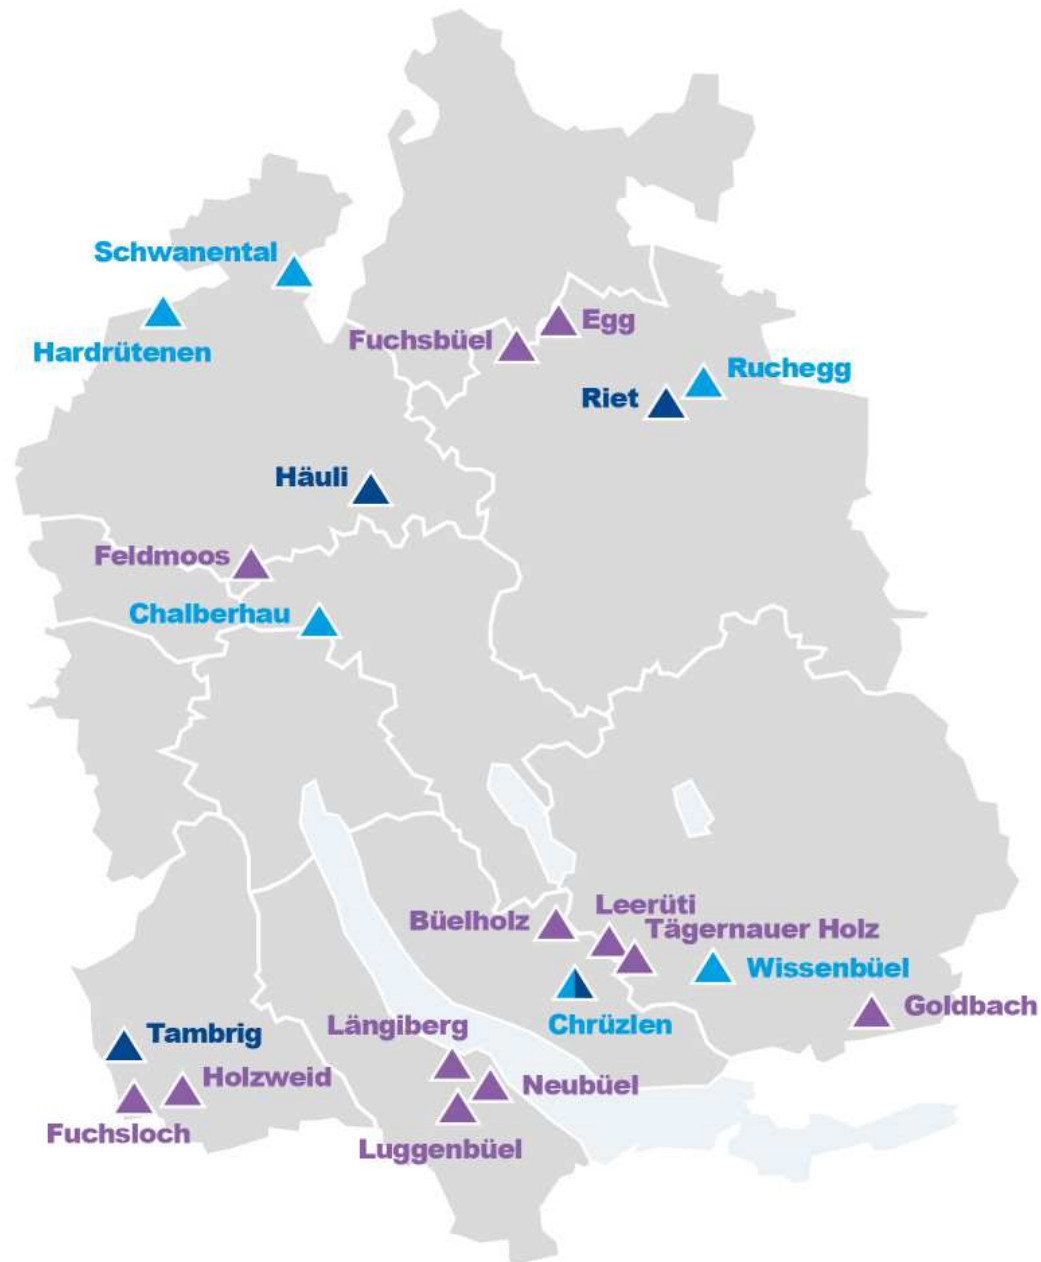 Schwanental
Hardrütenen
Egg
Fuchsbüel
Ruchegg
Riet
Häuli
Feldmoos
Chalberhau
Leerüti
Büelholz
Tägernauer Holz
Wissenbüel
Goldbach
Chrüzlen
Längiberg
Tambrig
Holzweid
Neubüel
Fuchsloch
Luggenbüel